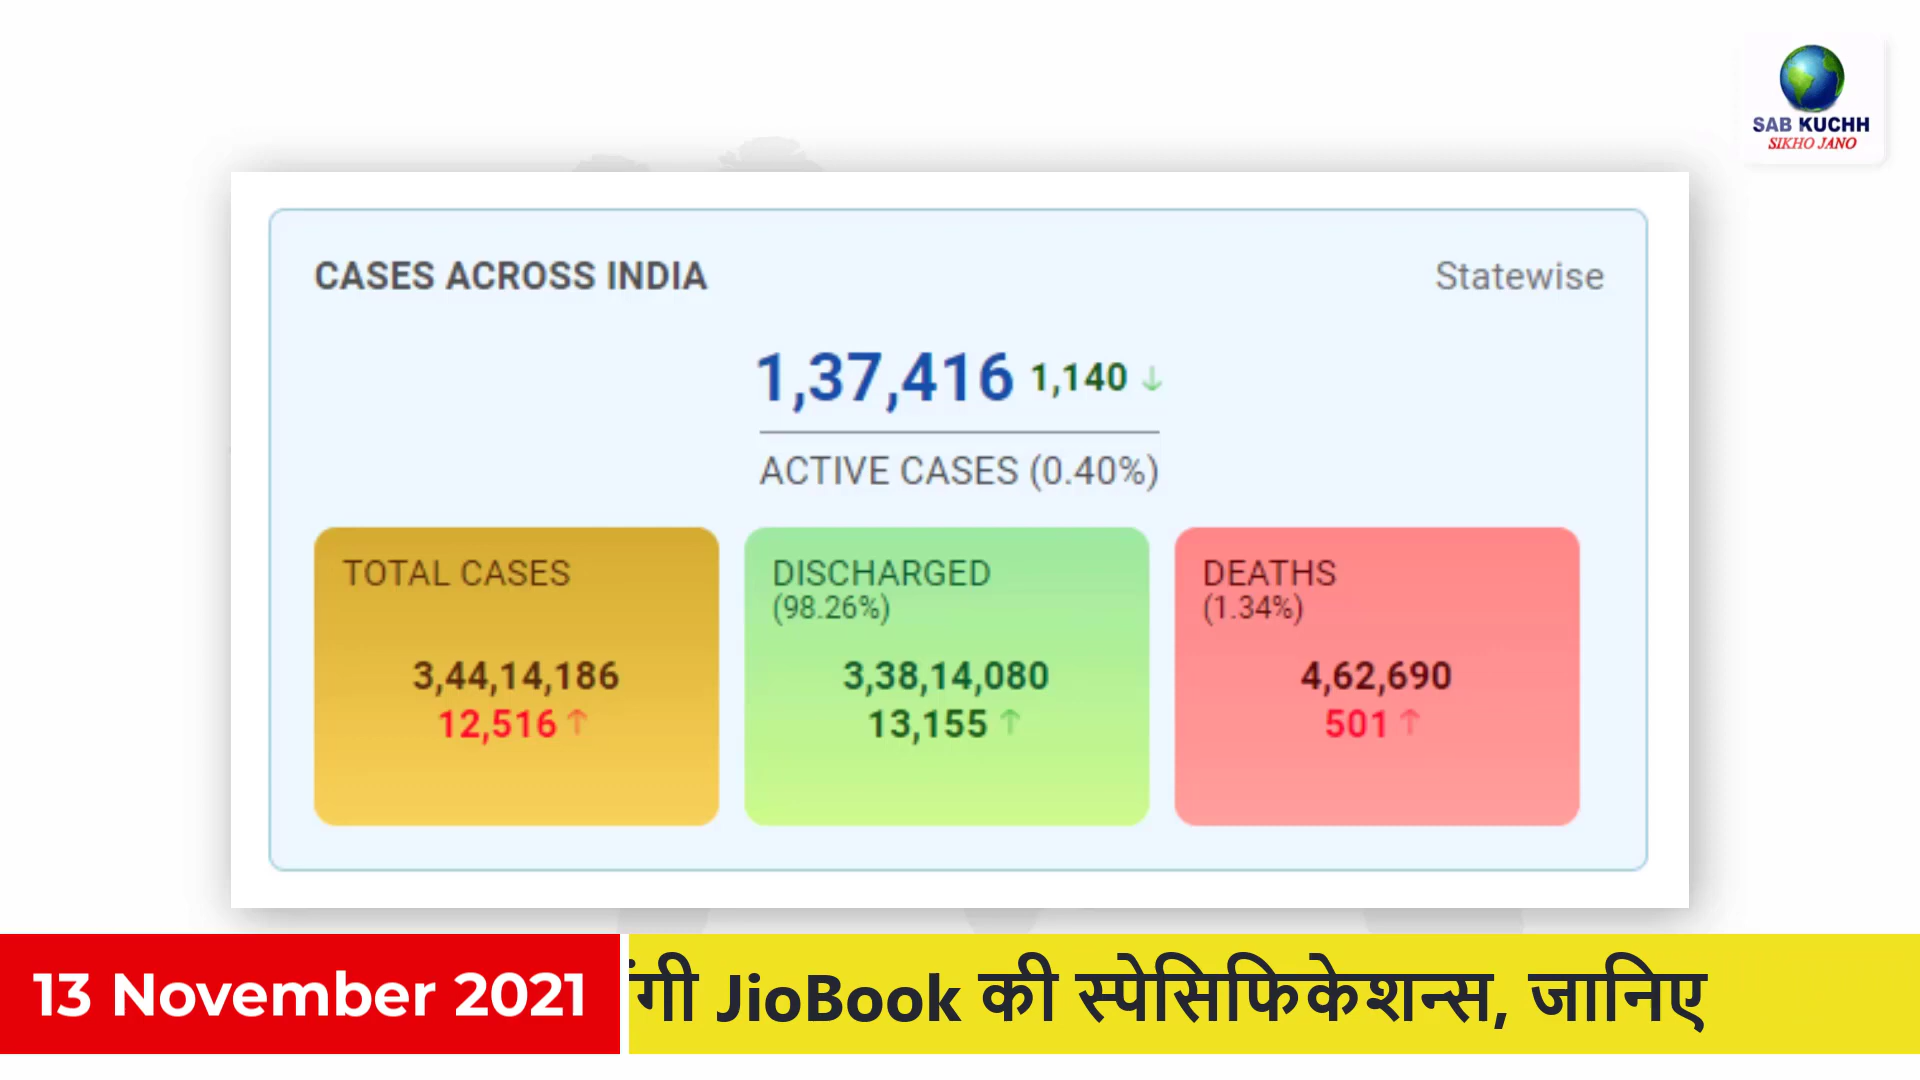 SAB KUCHH
SIKHO JANO
CASES ACROSS INDIA
Statewise
1,37,416 1,140 ↓
ACTIVE CASES (0.40%)
TOTAL CASES
3,44,14,186
12,516 ↑
DISCHARGED
(98.26%)
3,38,14,080
13,155 ↑
DEATHS
(1.34%)
4,62,690
501 ↑
13 November 2021
JioBook की स्पेसिफिकेशन्स, जानिए